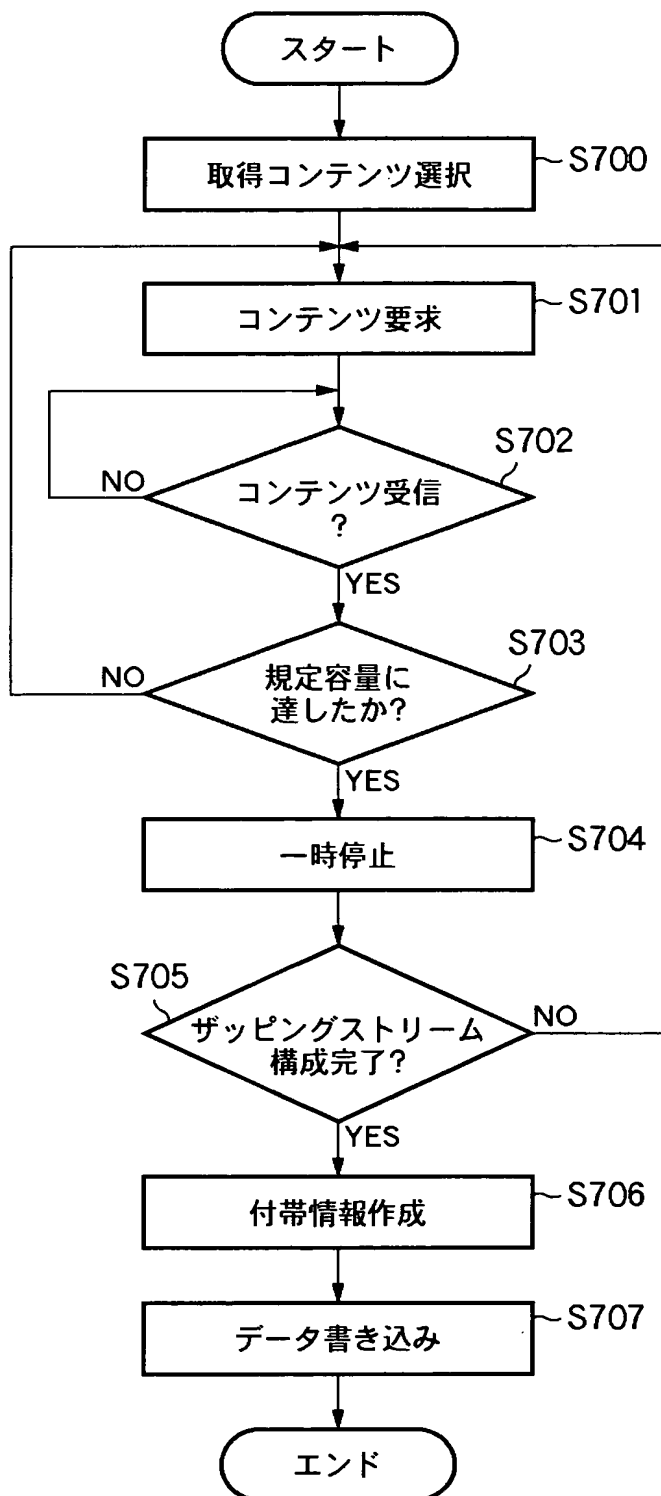 スタート
取得コンテンツ選択
S700
コンテンツ要求
S701
S702
NO
コンテンツ受信
?
YES
S703
NO
規定容量に
達したか?
YES
一時停止
S704
S705
ザッピングストリーム
構成完了?
NO
YES
付帯情報作成
S706
データ書き込み
S707
エンド